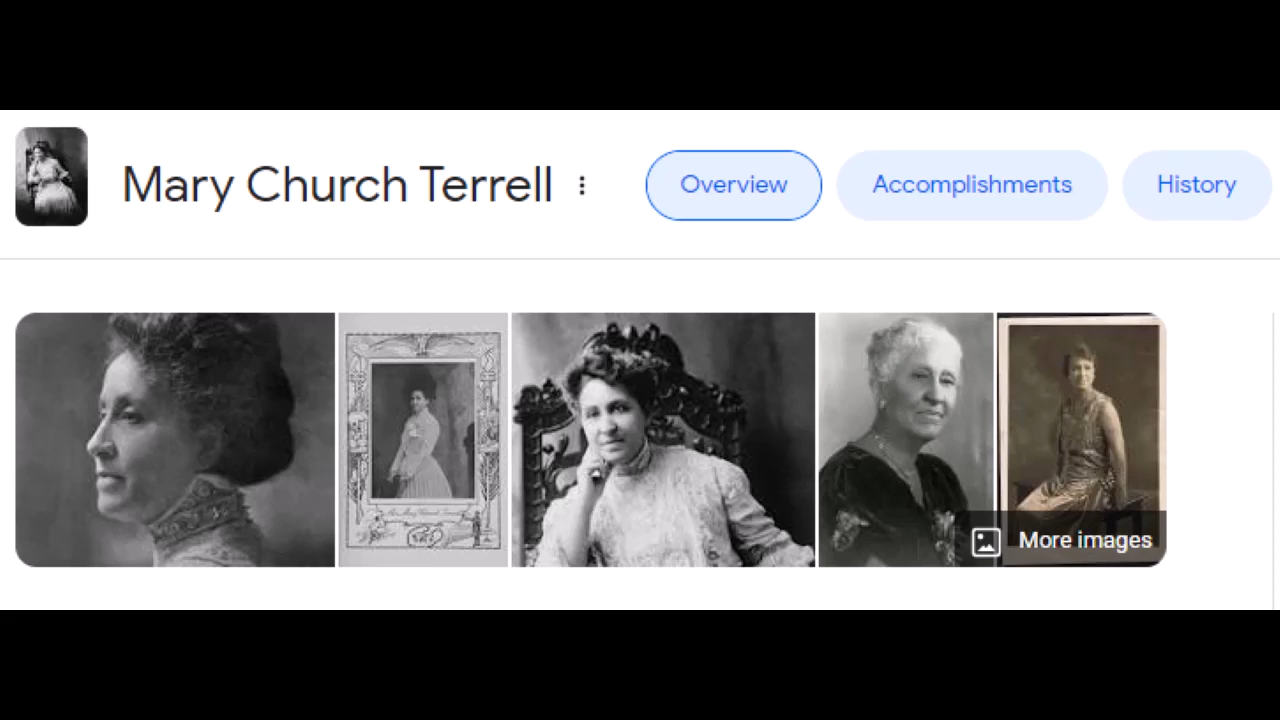 Mary Church Terrell
Overview
Accomplishments
History
More images